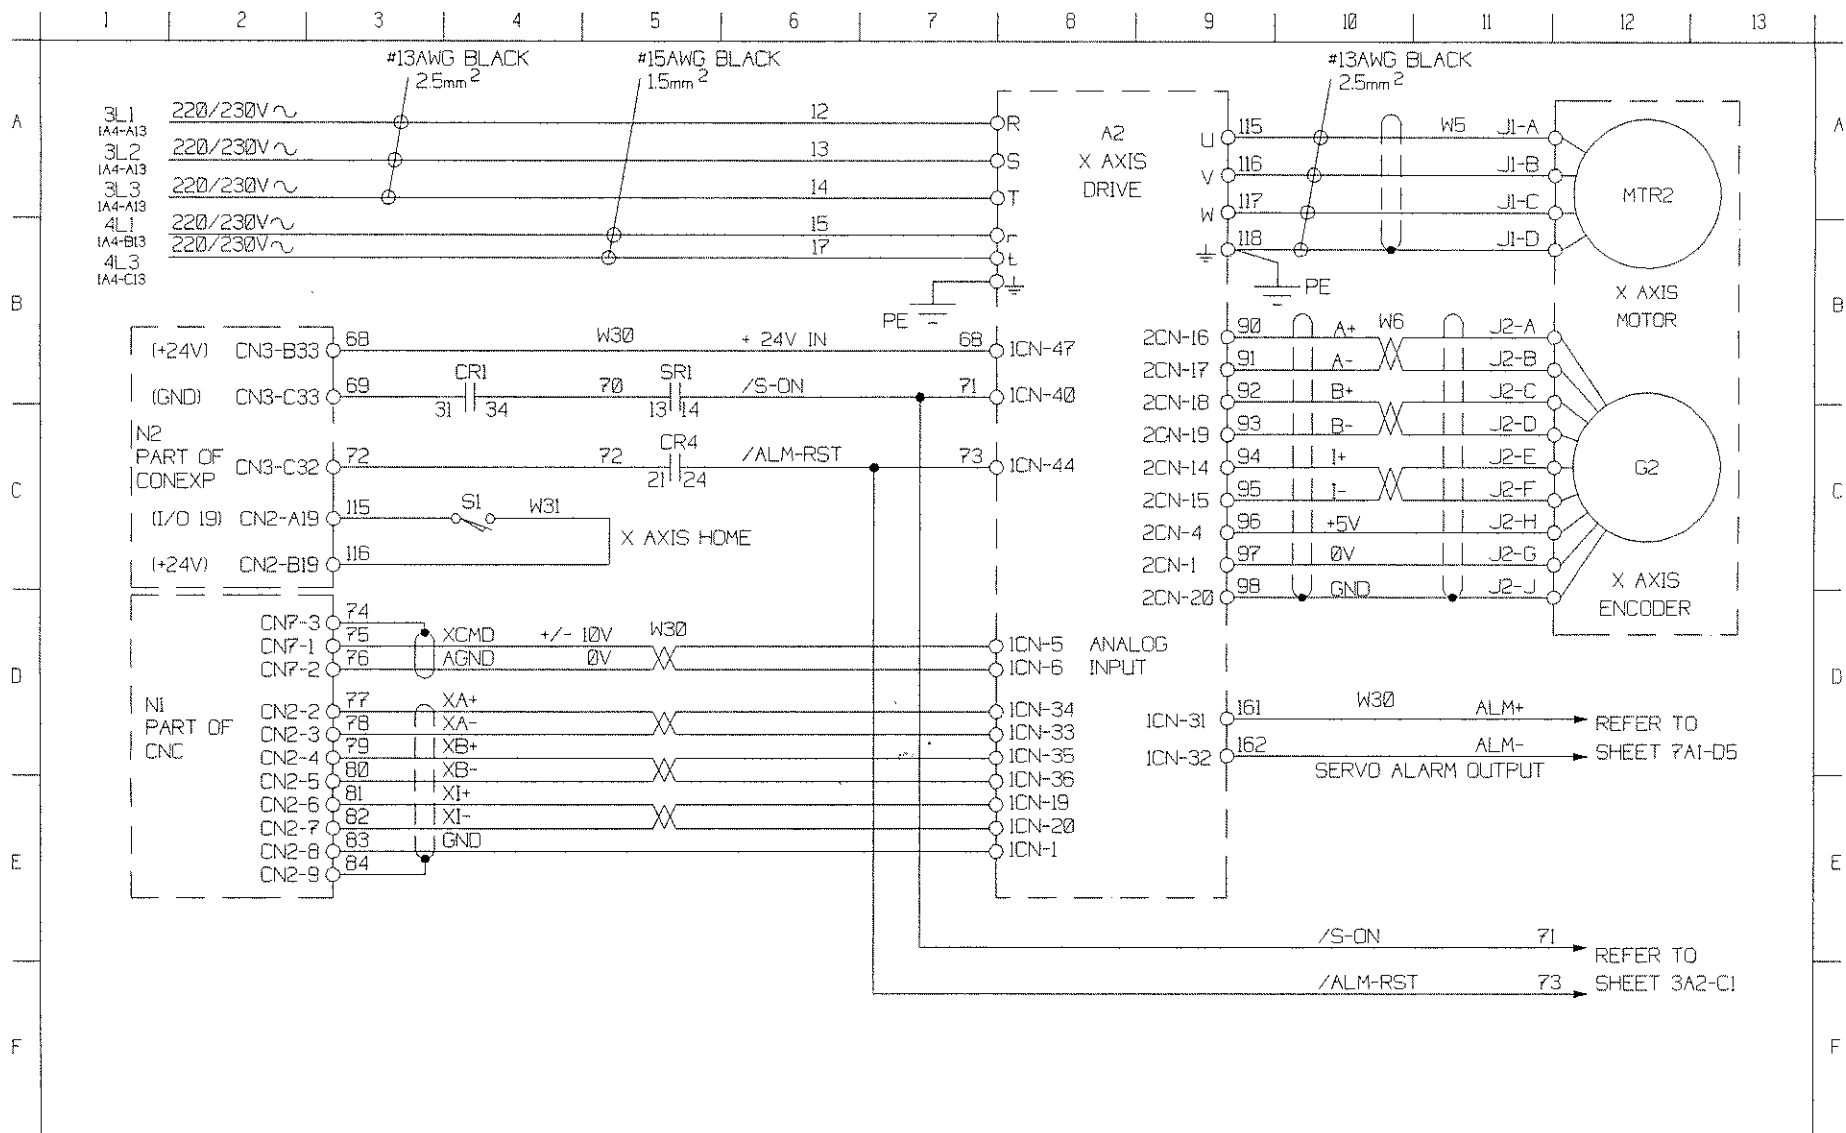 1 2 3 4 5 6 7 8 9 10 11 12 13
#13AWG BLACK
2.5mm²
#15AWG BLACK
1.5mm²
#13AWG BLACK
2.5mm²
A
A
3L1
1A4-A13
220/230V~
12
R
3L2
1A4-A13
220/230V~
13
S
3L3
1A4-A13
220/230V~
14
T
4L1
1A4-B13
220/230V~
15
r
4L3
1A4-C13
220/230V~
17
t
PE
A2
X AXIS
DRIVE
U 115 W5 J1-A
V 116 J1-B
W 117 J1-C
118 J1-D
PE
MTR2
X AXIS
MOTOR
B
B
(+24V) CN3-B33 68 W30 + 24V IN 68 1CN-47
(GND) CN3-C33 69 CR1 31 34 70 SR1 13 14 /S-ON 71 1CN-40
N2
PART OF
CONEXP
CN3-C32 72 72 CR4 21 24 /ALM-RST 73 1CN-44
(I/O 19) CN2-A19 115 S1 W31
X AXIS HOME
(+24V) CN2-B19 116
2CN-16 90 A+ W6 J2-A
2CN-17 91 A- J2-B
2CN-18 92 B+ J2-C
2CN-19 93 B- J2-D
2CN-14 94 I+ J2-E
2CN-15 95 I- J2-F
2CN-4 96 +5V J2-H
2CN-1 97 0V J2-G
2CN-20 98 GND J2-J
G2
X AXIS
ENCODER
C
C
CN7-3 74
CN7-1 75 XCMD +/- 10V W30 1CN-5 ANALOG
CN7-2 76 AGND 0V 1CN-6 INPUT
D
D
N1
PART OF
CNC
CN2-2 77 XA+ 1CN-34
CN2-3 78 XA- 1CN-33
CN2-4 79 XB+ 1CN-35
CN2-5 80 XB- 1CN-36
CN2-6 81 XI+ 1CN-19
CN2-7 82 XI- 1CN-20
CN2-8 83 GND 1CN-1
CN2-9 84
1CN-31 161 W30 ALM+
1CN-32 162 ALM-
SERVO ALARM OUTPUT
REFER TO
SHEET 7A1-D5
E
E
/S-ON 71
/ALM-RST 73
REFER TO
SHEET 3A2-C1
F
F